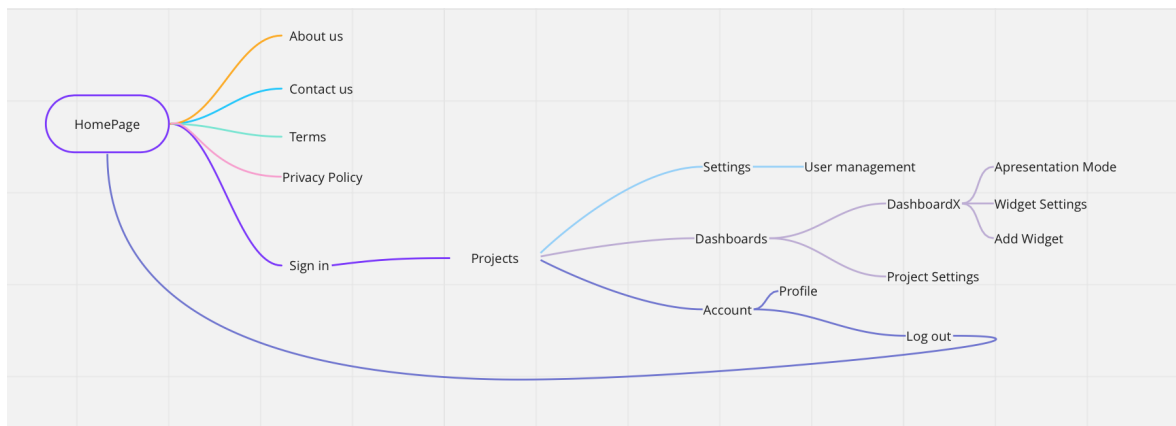 About us
Contact us
HomePage
Terms
Privacy Policy
Sign in
Projects
Settings
User management
Dashboards
DashboardX
Apresentation Mode
Widget Settings
Add Widget
Project Settings
Account
Profile
Log out